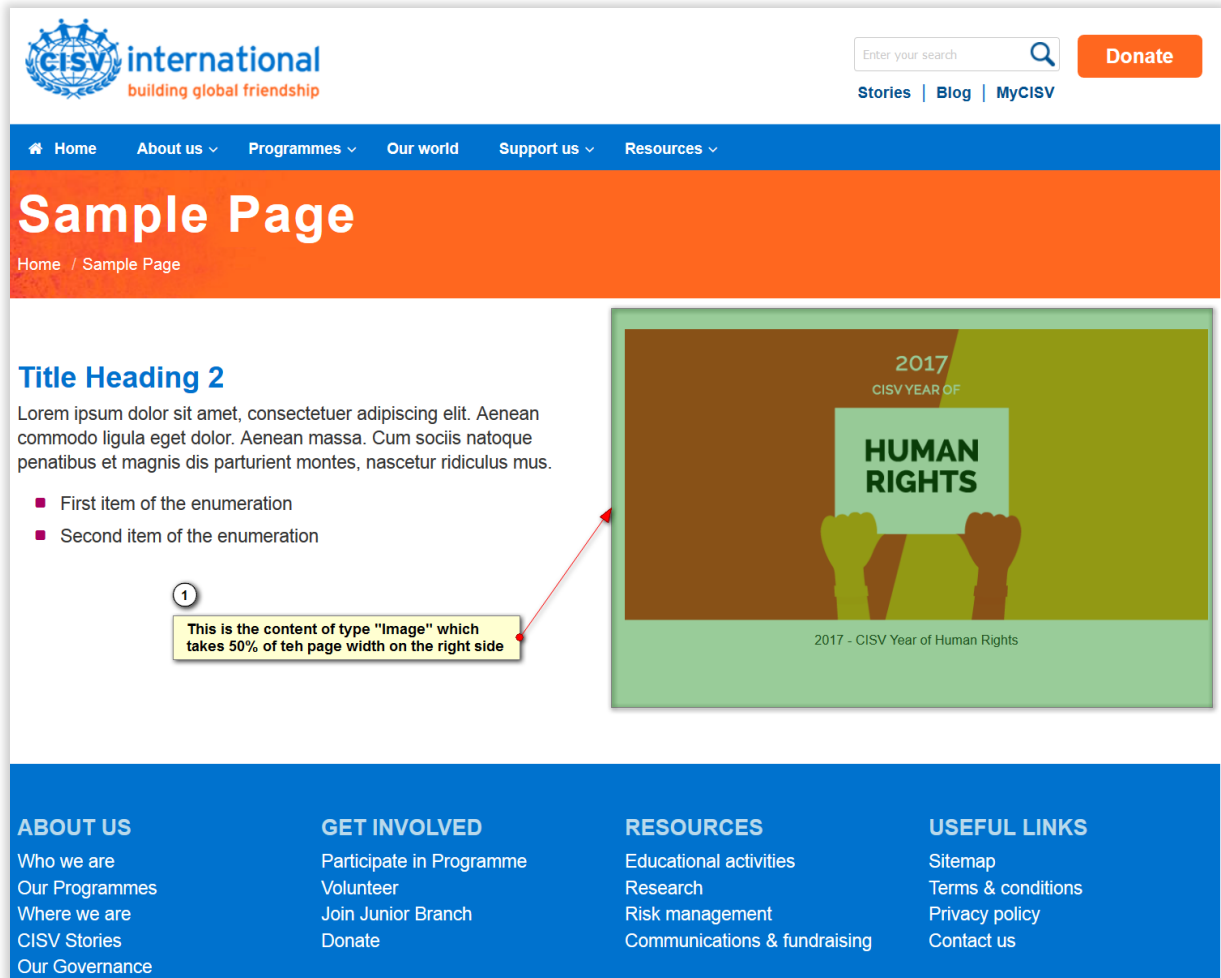 CISV international
building global friendship
Enter your search
Donate
Stories | Blog | MyCISV
Home About us Programmes Our world Support us Resources
Sample Page
Home / Sample Page
Title Heading 2
Lorem ipsum dolor sit amet, consectetuer adipiscing elit. Aenean
commodo ligula eget dolor. Aenean massa. Cum sociis natoque
penatibus et magnis dis parturient montes, nascetur ridiculus mus.
First item of the enumeration
Second item of the enumeration
1
This is the content of type "Image" which
takes 50% of teh page width on the right side
2017
CISV YEAR OF
HUMAN
RIGHTS
2017 - CISV Year of Human Rights
ABOUT US
Who we are
Our Programmes
Where we are
CISV Stories
Our Governance
GET INVOLVED
Participate in Programme
Volunteer
Join Junior Branch
Donate
RESOURCES
Educational activities
Research
Risk management
Communications & fundraising
USEFUL LINKS
Sitemap
Terms & conditions
Privacy policy
Contact us